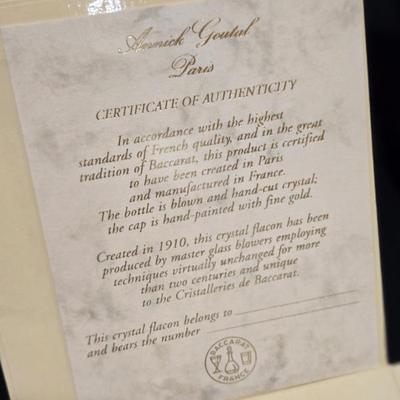 Annick Goutal
Paris
CERTIFICATE OF AUTHENTICITY
In accordance with the highest
standards of French quality, and in the great
tradition of Baccarat, this product is certified
to have been created in Paris
and manufactured in France.
The bottle is blown and hand-cut crystal;
the cap is hand-painted with fine gold.
Created in 1910, this crystal flacon has been
produced by master glass blowers employing
techniques virtually unchanged for more
than two centuries and unique
to the Cristalleries de Baccarat.
This crystal flacon belongs to
and bears the number
BACCARAT
FRANCE